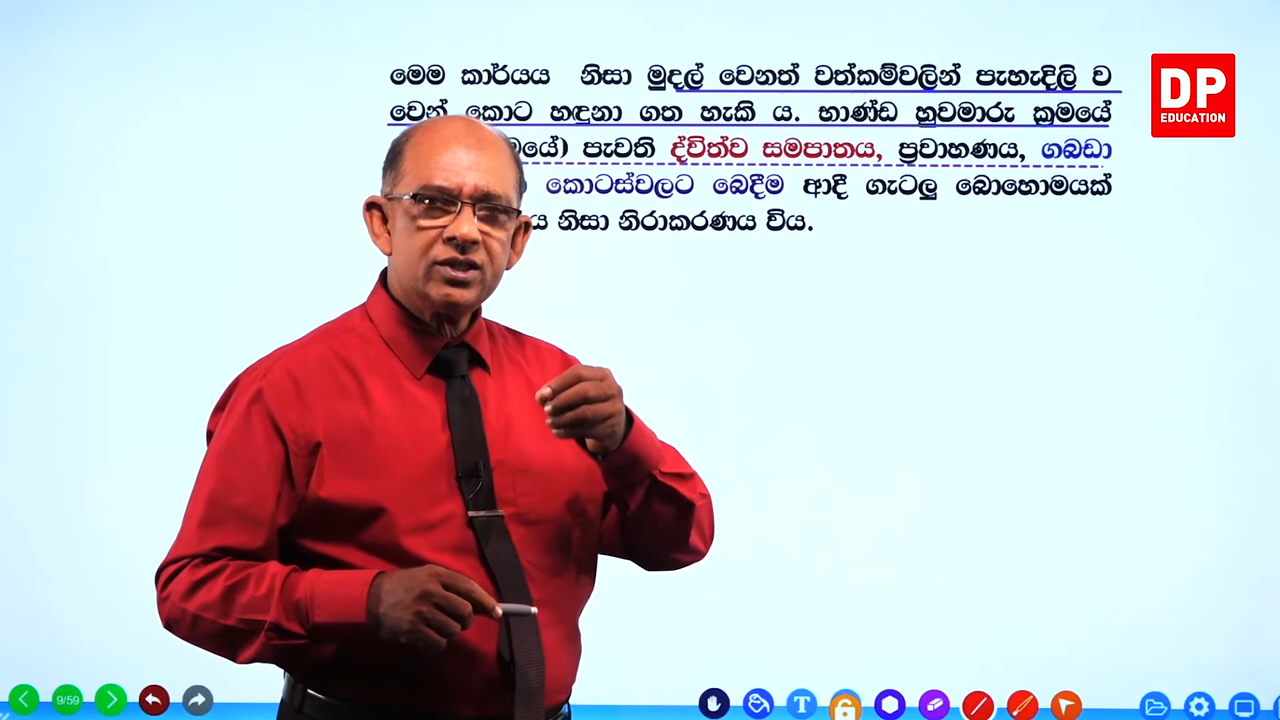 මෙම කාර්යය නිසා මුදල් වෙනත් වත්කම්වලින් පැහැදිලි ව
වෙන් කොට හඳුනා ගත හැකි ය. භාණ්ඩ හුවමාරු ක්‍රමයේ
පැවති ද්විත්ව සමපාතය, ප්‍රවාහණය, ගබඩා
කොටස්වලට බෙදීම ආදී ගැටලු බොහොමයක්
නිසා නිරාකරණය විය.
DP
EDUCATION
9/59